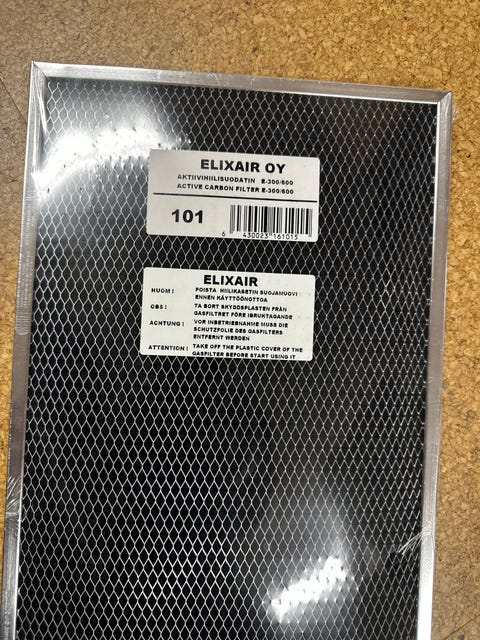 ELIXAIR OY
AKTIIVIHIILISUODATIN E-300/600
ACTIVE CARBON FILTER E-300/600
101
6 430023 161015
ELIXAIR
HUOM : POISTA HIILIKASETIN SUOJAMUOVI
ENNEN KÄYTTÖÖNOTTOA
OBS : TA BORT SKYDDSPLASTEN FRÅN
GASFILTRET FÖRE IBRUKTAGANDE
ACHTUNG : VOR INBETRIEBNAHME MUSS DIE
SCHUTZFOLIE DES GASFILTERS
ENTFERNT WERDEN
ATTENTION : TAKE OFF THE PLASTIC COVER OF THE
GASFILTER BEFORE START USING IT